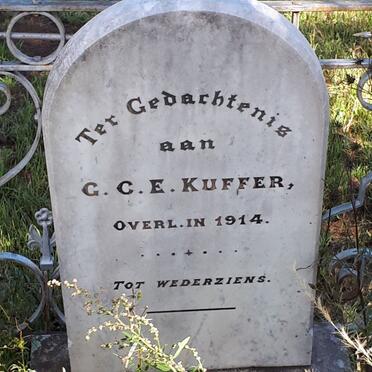 Ter Gedachtenis
aan
G. C. E. KUFFER,
OVERL. IN 1914.
TOT WEDERZIENS.